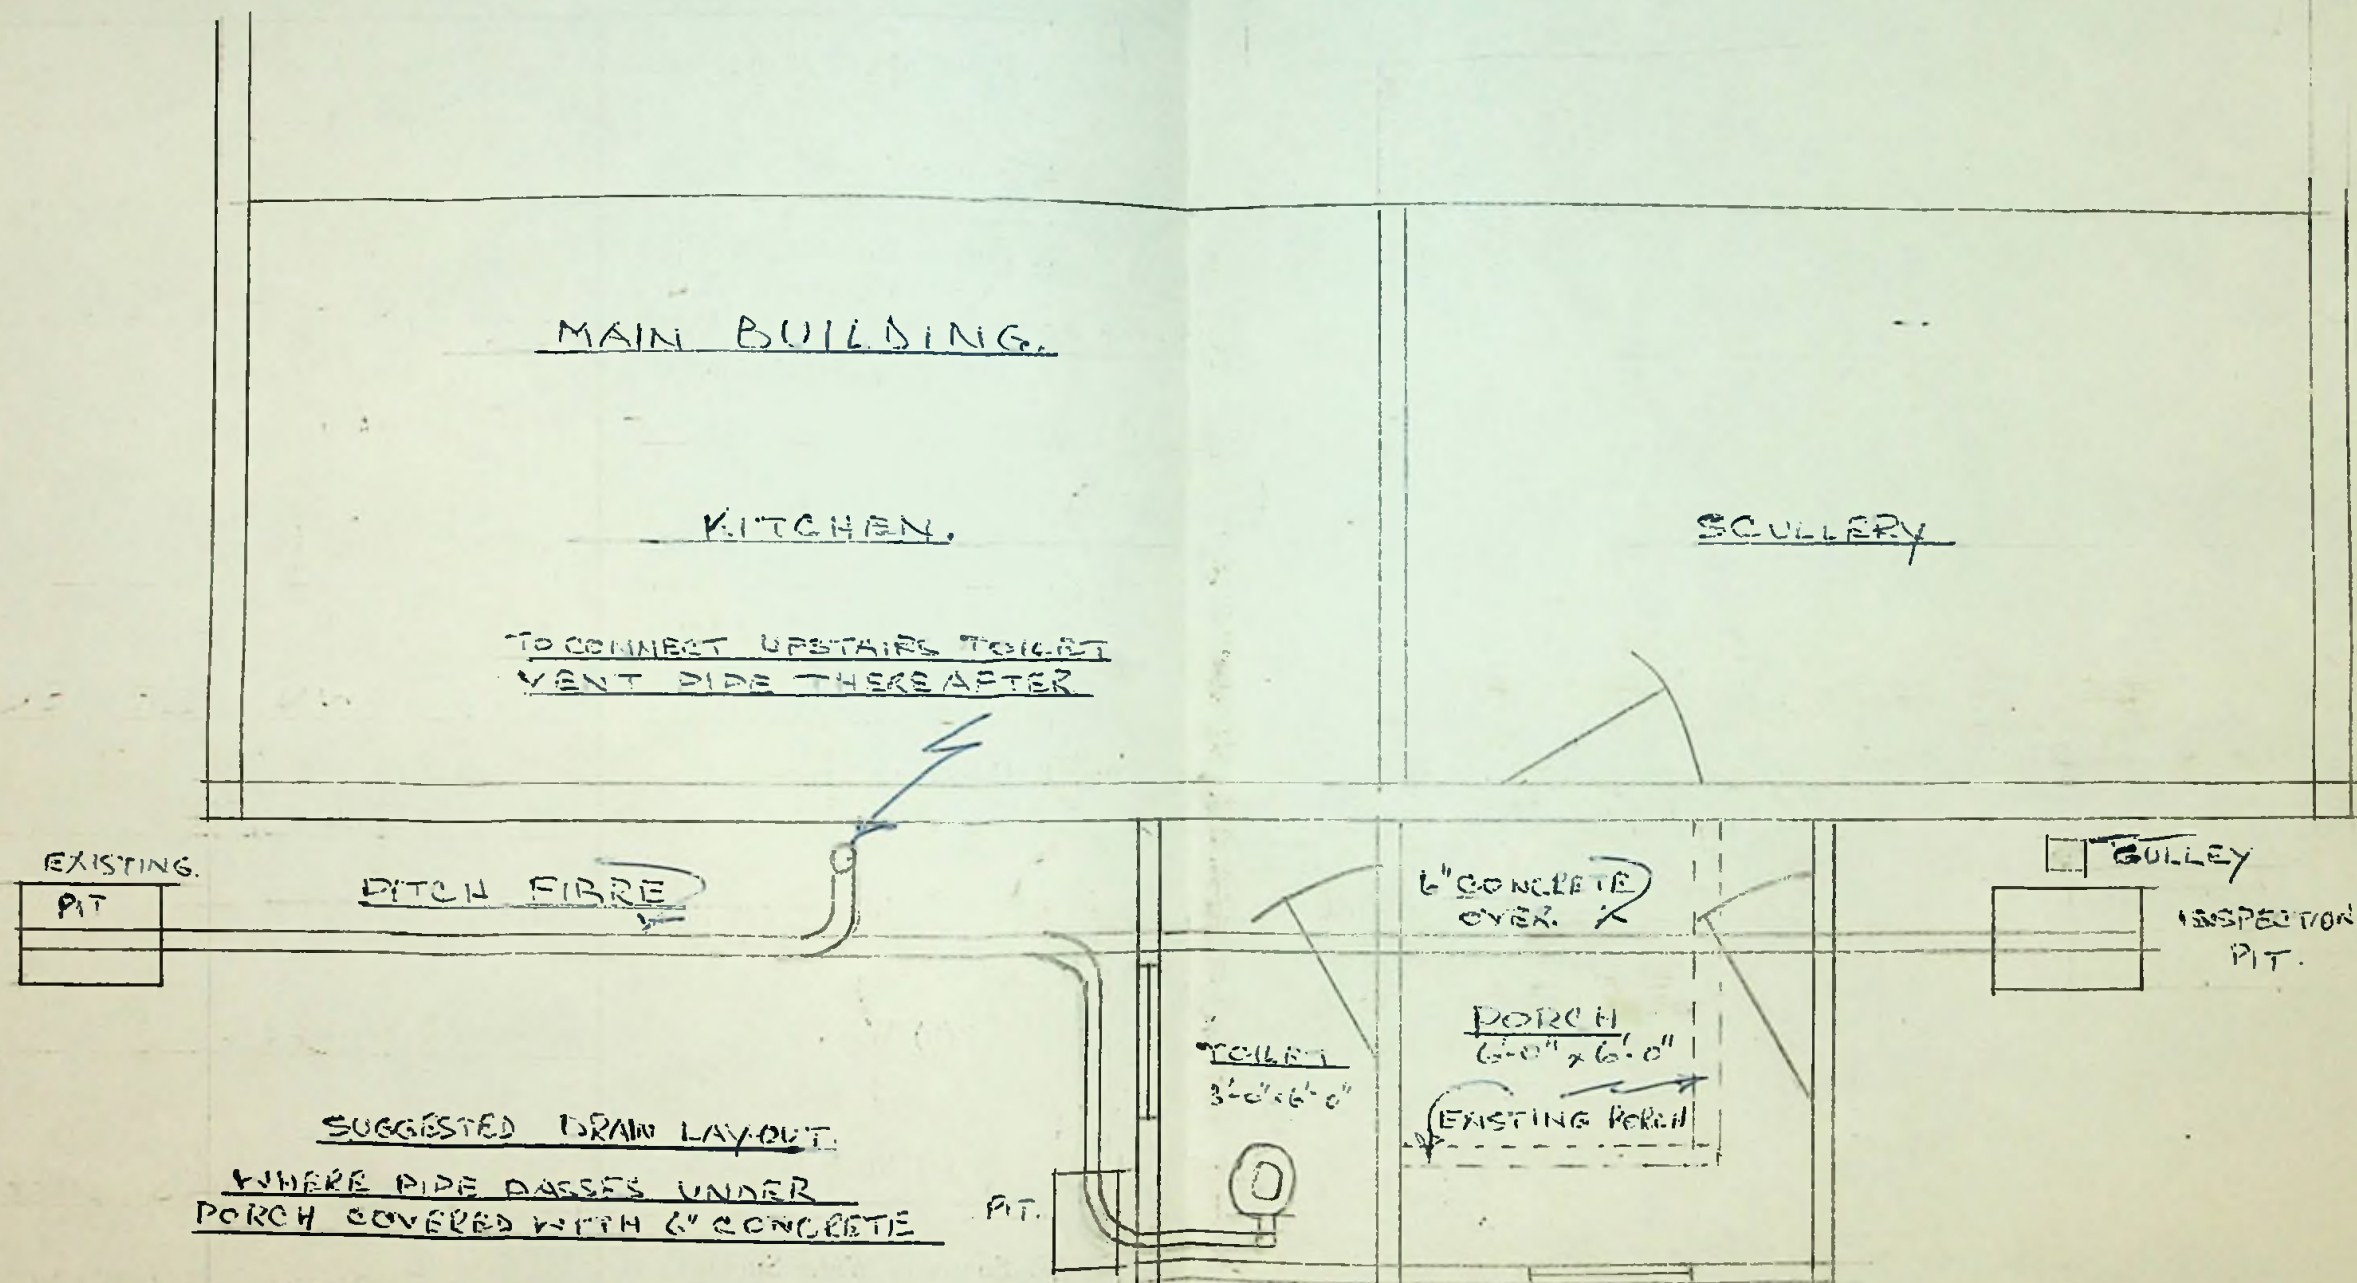 MAIN BUILDING.
KITCHEN.
SCULLERY
TO CONNECT UPSTAIRS TOILET
VENT PIPE THEREAFTER
EXISTING.
PIT
PITCH FIBRE
6" CONCRETE
OVER.
GULLEY
INSPECTION
PIT.
TOILET
3'-0" x 6'-0"
PORCH
6'-0" x 6'-0"
EXISTING PORCH
SUGGESTED DRAIN LAY-OUT.
WHERE PIPE PASSES UNDER
PORCH COVERED WITH 6" CONCRETE
PIT.